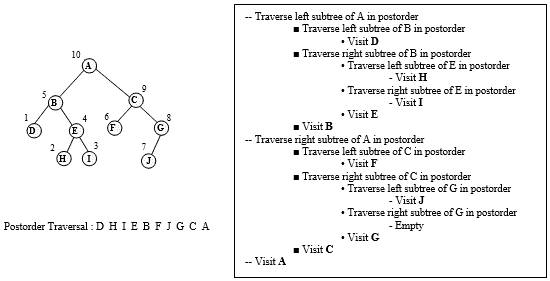 10
A
9
C
5
B
1
D
4
E
6
F
8
G
2
H
3
I
7
J
Postorder Traversal : D H I E B F J G C A
-- Traverse left subtree of A in postorder
■ Traverse left subtree of B in postorder
• Visit D
■ Traverse right subtree of B in postorder
• Traverse left subtree of E in postorder
- Visit H
• Traverse right subtree of E in postorder
- Visit I
• Visit E
■ Visit B
-- Traverse right subtree of A in postorder
■ Traverse left subtree of C in postorder
• Visit F
■ Traverse right subtree of C in postorder
• Traverse left subtree of G in postorder
- Visit J
• Traverse right subtree of G in postorder
- Empty
• Visit G
■ Visit C
-- Visit A